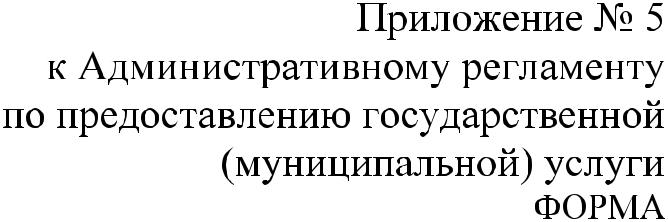 Приложение № 5
к Административному регламенту
по предоставлению государственной
(муниципальной) услуги
ФОРМА